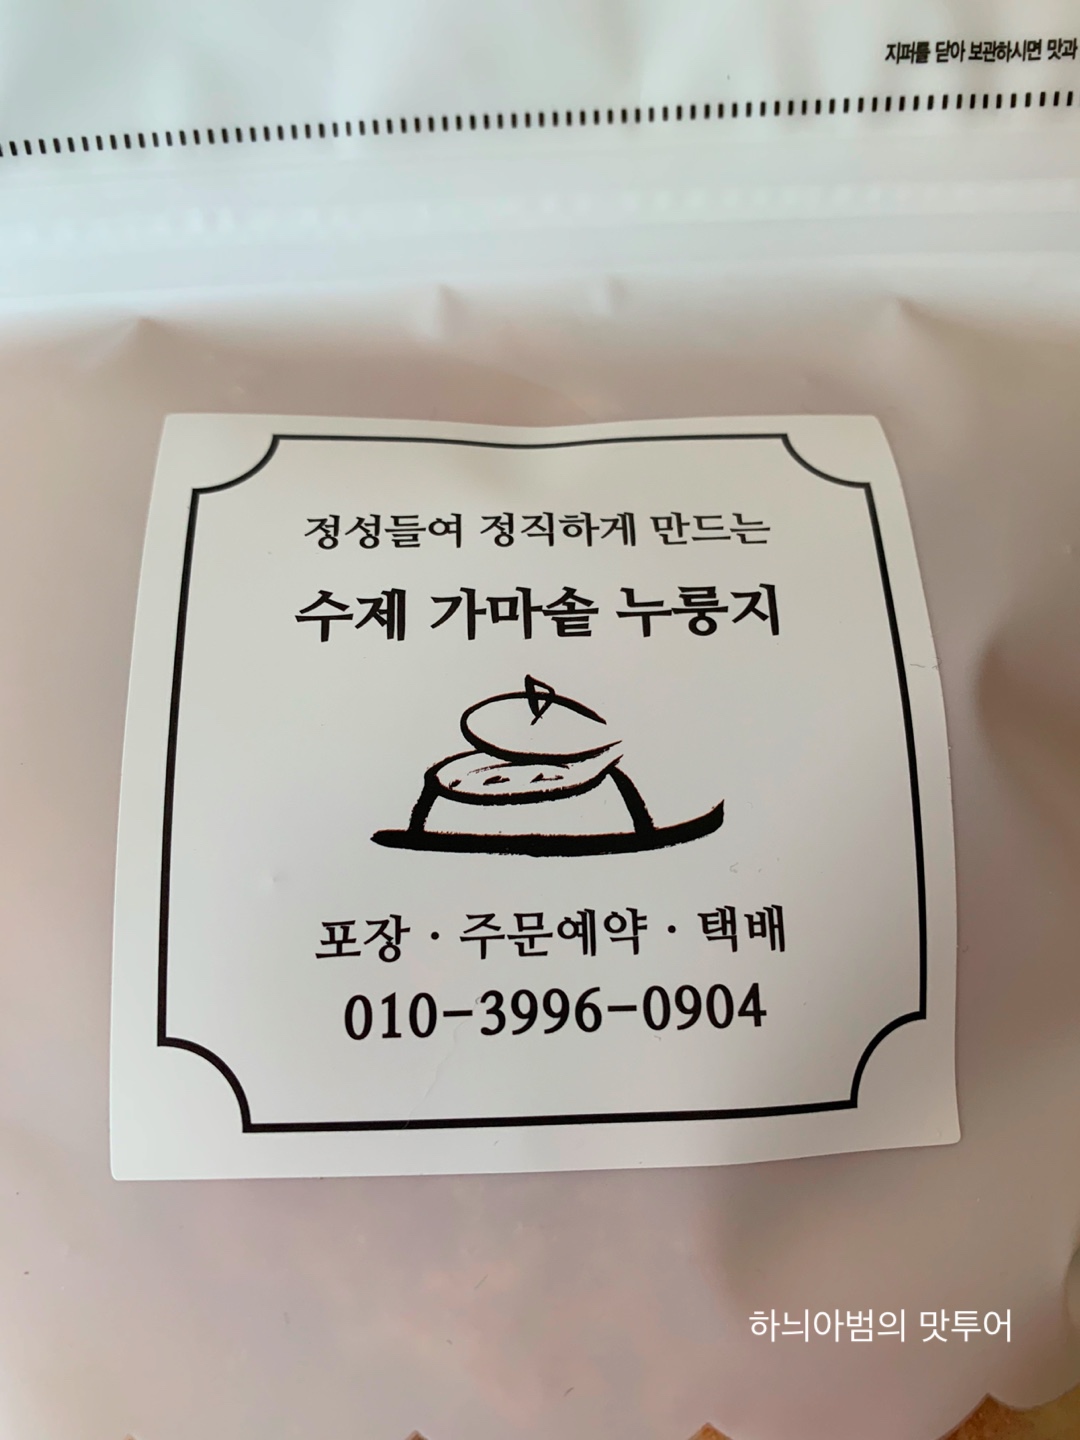 지퍼를 닫아 보관하시면 맛과
정성들여 정직하게 만드는
수제 가마솥 누룽지
포장 · 주문예약 · 택배
010-3996-0904
하늬아범의 맛투어